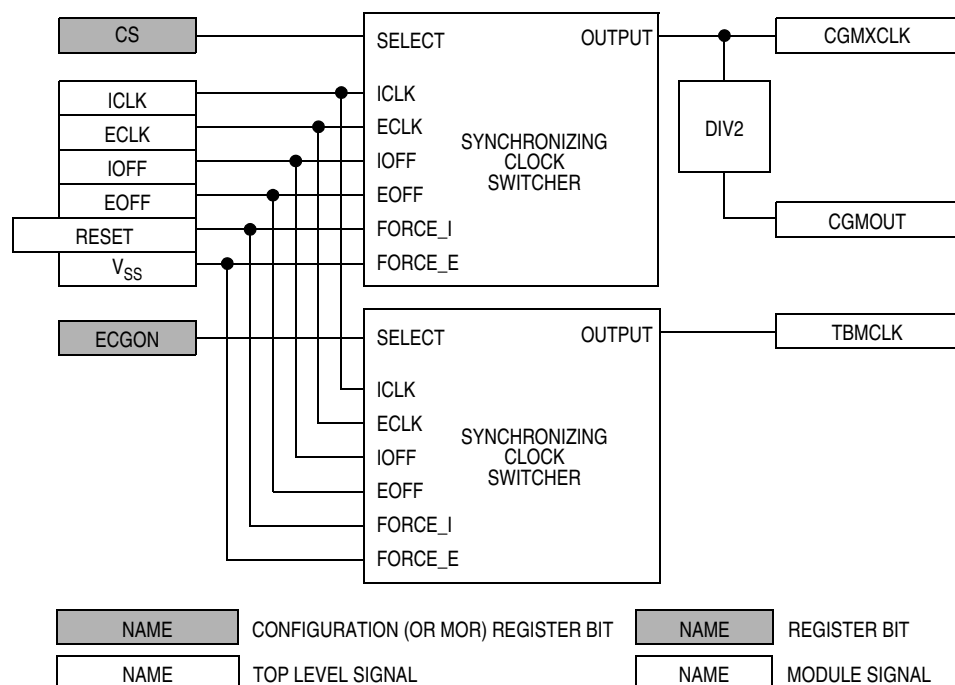 CS
ICLK
ECLK
IOFF
EOFF
RESET
VSS
SELECT
OUTPUT
ICLK
ECLK
IOFF
EOFF
FORCE_I
FORCE_E
SYNCHRONIZING
CLOCK
SWITCHER
CGMXCLK
DIV2
CGMOUT
ECGON
SELECT
OUTPUT
ICLK
ECLK
IOFF
EOFF
FORCE_I
FORCE_E
SYNCHRONIZING
CLOCK
SWITCHER
TBMCLK
NAME CONFIGURATION (OR MOR) REGISTER BIT
NAME REGISTER BIT
NAME TOP LEVEL SIGNAL
NAME MODULE SIGNAL